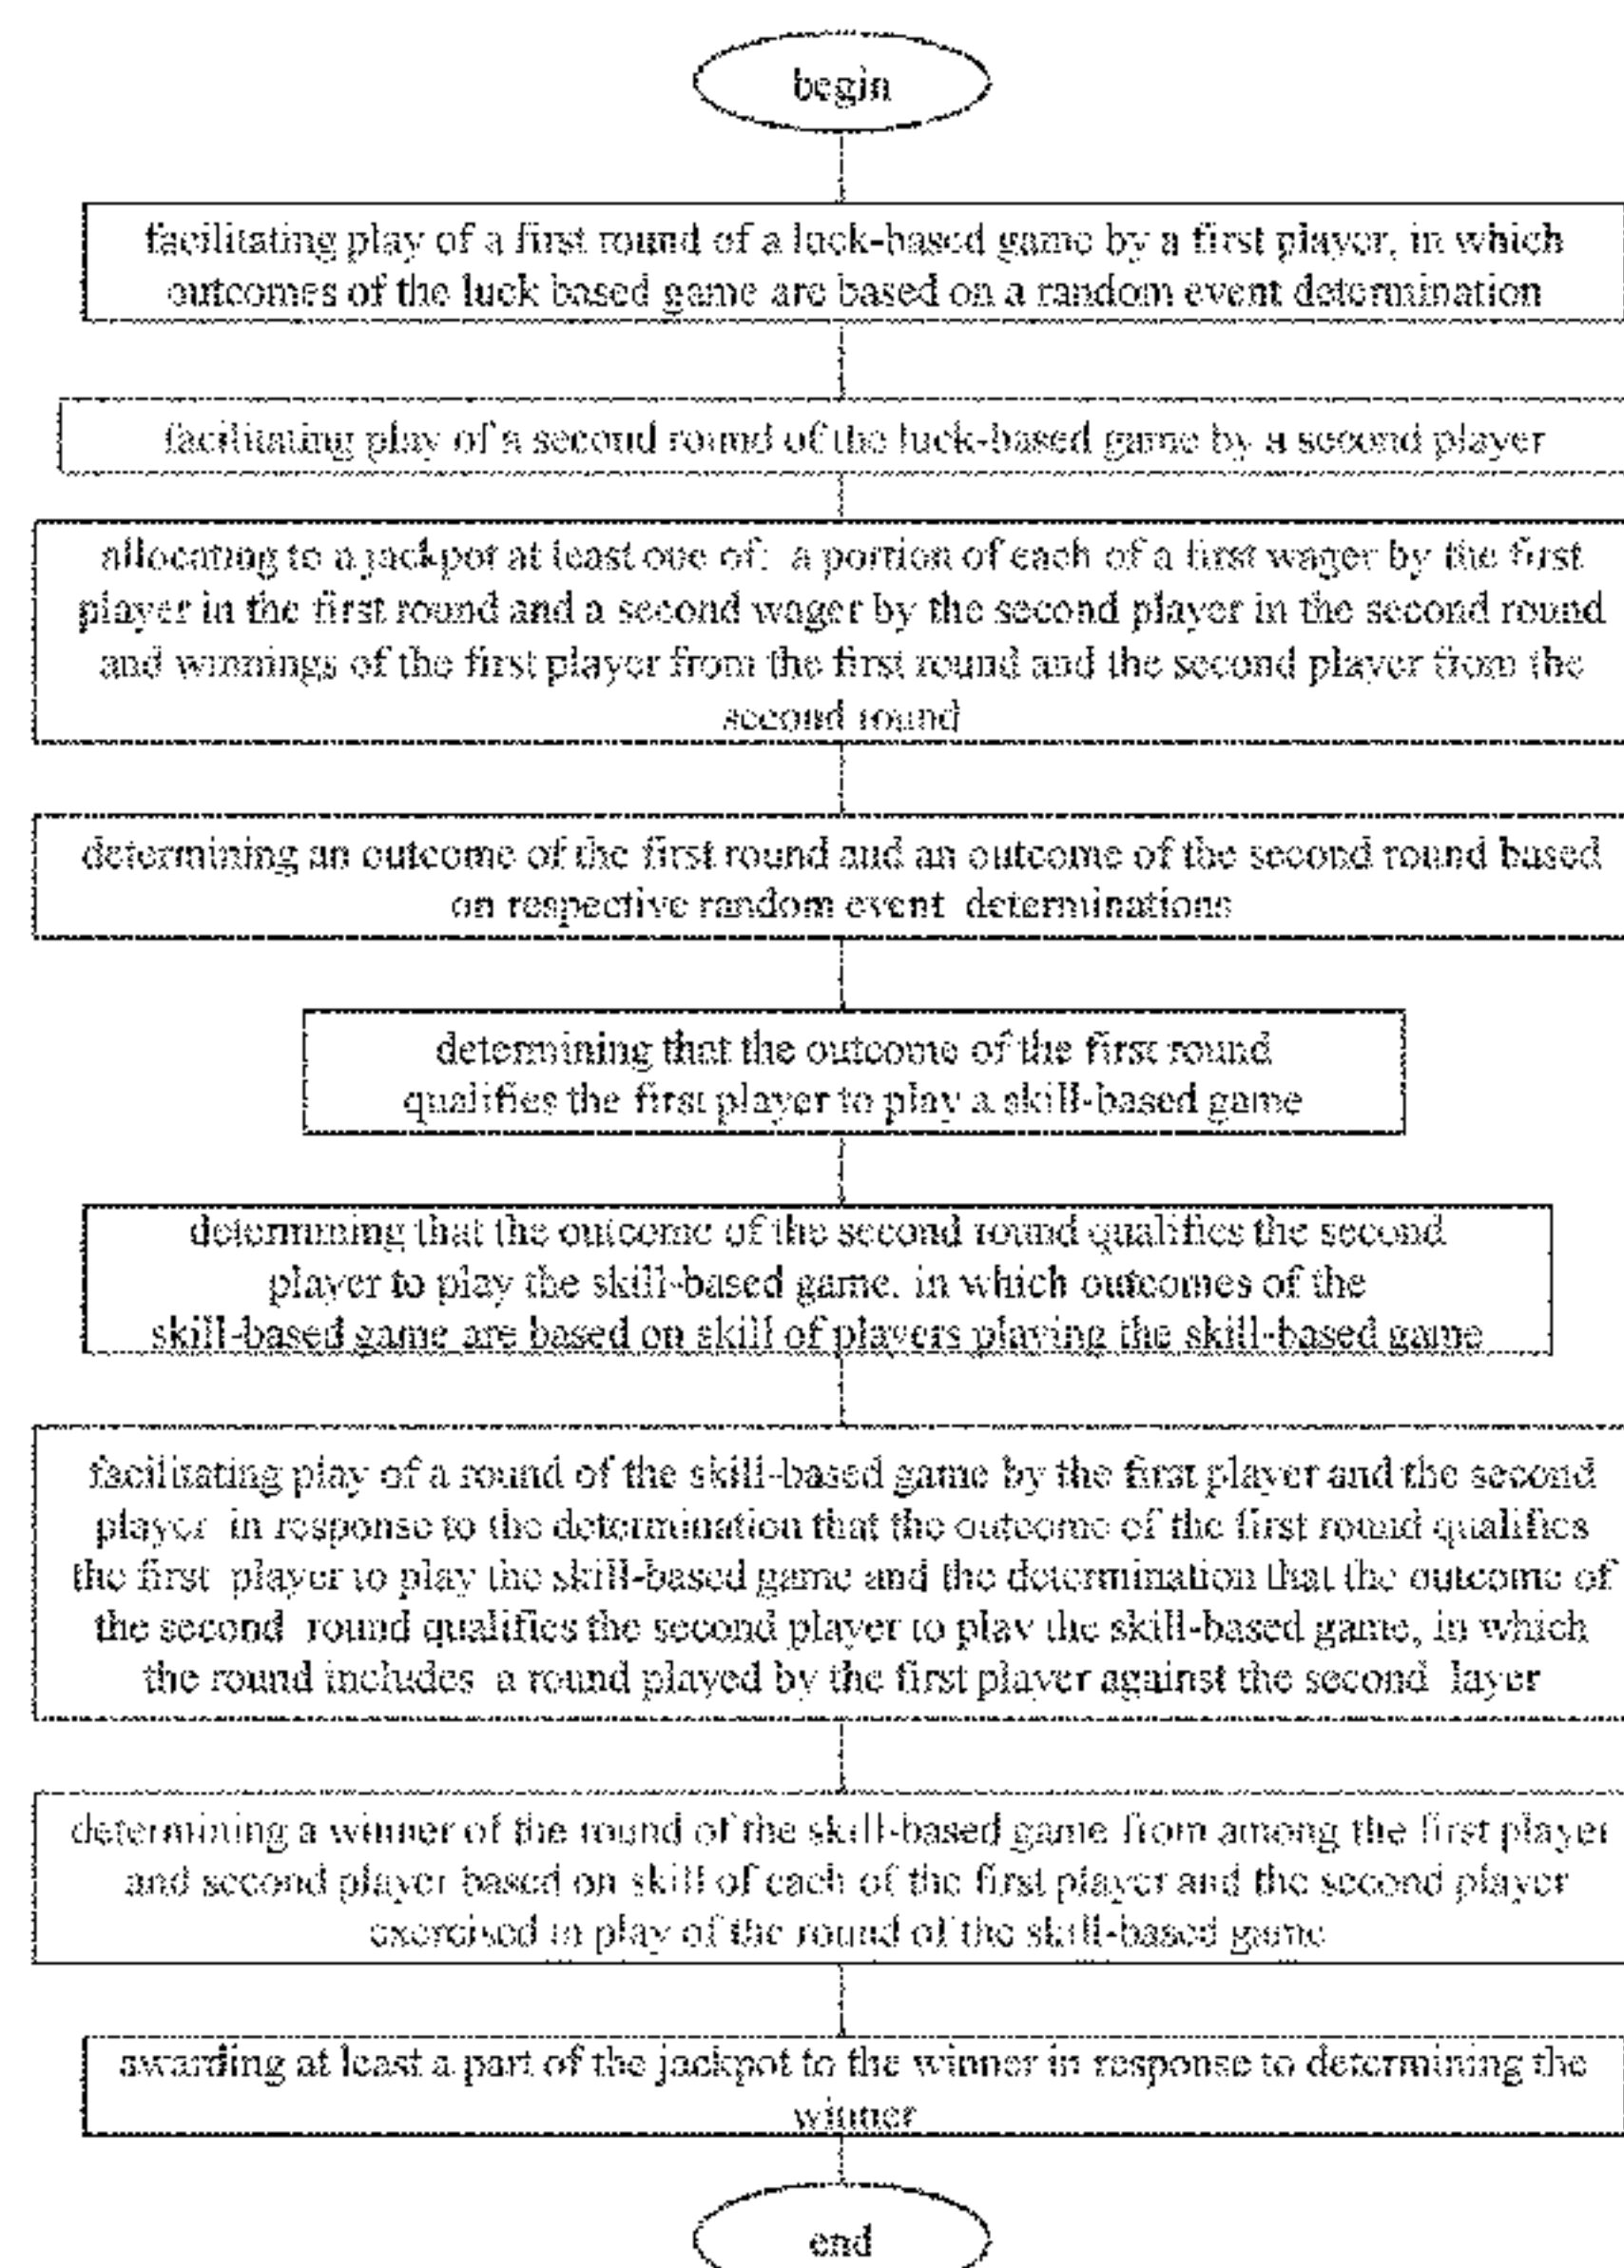 begin
facilitating play of a first round of a luck-based game by a first player, in which
outcomes of the luck based game are based on a random event determination
facilitating play of a second round of the luck-based game by a second player
allocating to a jackpot at least one of:  a portion of each of a first wager by the first
player in the first round and a second wager by the second player in the second round
and winnings of the first player from the first round and the second player from the
second round
determining an outcome of the first round and an outcome of the second round based
on respective random event  determinations
determining that the outcome of the first round
qualifies the first player to play a skill-based game
determining that the outcome of the second round qualifies the second
player to play the skill-based game, in which outcomes of the
skill-based game are based on skill of players playing the skill-based game
facilitating play of a round of the skill-based game by the first player and the second
player  in response to the determination that the outcome of the first round qualifies
the first  player to play the skill-based game and the determination that the outcome of
the second  round qualifies the second player to play the skill-based game, in which
the round includes  a round played by the first player against the second  layer
determining a winner of the round of the skill-based game from among the first player
and second player based on skill of each of the first player and the second player
exercised in play of the round of the skill-based game
awarding at least a part of the jackpot to the winner in response to determining the
winner
end